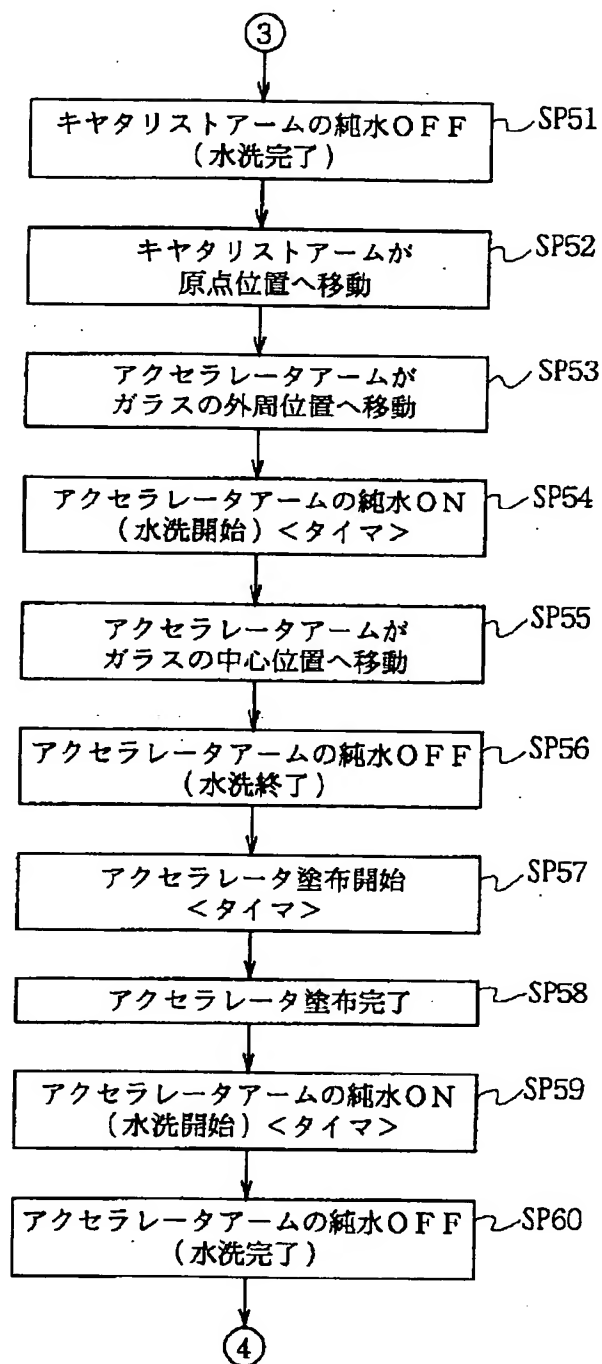 ③
キヤタリストアームの純水OFF
(水洗完了)
SP51
キヤタリストアームが
原点位置へ移動
SP52
アクセラレータアームが
ガラスの外周位置へ移動
SP53
アクセラレータアームの純水ON
(水洗開始)<タイマ>
SP54
アクセラレータアームが
ガラスの中心位置へ移動
SP55
アクセラレータアームの純水OFF
(水洗終了)
SP56
アクセラレータ塗布開始
<タイマ>
SP57
アクセラレータ塗布完了
SP58
アクセラレータアームの純水ON
(水洗開始)<タイマ>
SP59
アクセラレータアームの純水OFF
(水洗完了)
SP60
④